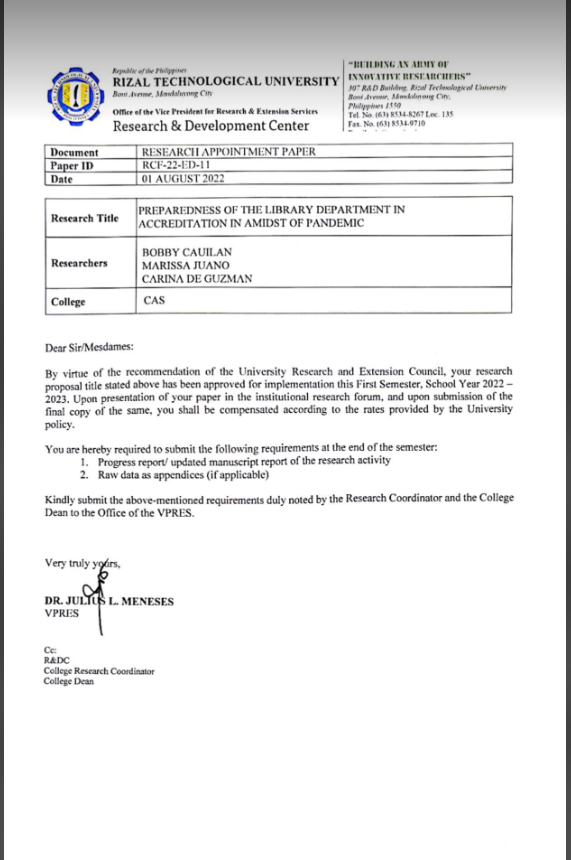 Republic of the Philippines
RIZAL TECHNOLOGICAL UNIVERSITY
Boni Avenue, Mandaluyong City
Office of the Vice President for Research & Extension Services
Research & Development Center
"BUILDING AN ARMY OF
INNOVATIVE RESEARCHERS"
307 R&D Building, Rizal Technological University
Boni Avenue, Mandaluyong City,
Philippines 1550
Tel. No. (63) 8534-8267 Loc. 135
Fax. No. (63) 8534-9710
Document RESEARCH APPOINTMENT PAPER
Paper ID RCF-22-ED-11
Date 01 AUGUST 2022
Research Title PREPAREDNESS OF THE LIBRARY DEPARTMENT IN
ACCREDITATION IN AMIDST OF PANDEMIC
Researchers BOBBY CAUILAN
MARISSA JUANO
CARINA DE GUZMAN
College CAS
Dear Sir/Mesdames:
By virtue of the recommendation of the University Research and Extension Council, your research
proposal title stated above has been approved for implementation this First Semester, School Year 2022 –
2023. Upon presentation of your paper in the institutional research forum, and upon submission of the
final copy of the same, you shall be compensated according to the rates provided by the University
policy.
You are hereby required to submit the following requirements at the end of the semester:
1. Progress report/ updated manuscript report of the research activity
2. Raw data as appendices (if applicable)
Kindly submit the above-mentioned requirements duly noted by the Research Coordinator and the College
Dean to the Office of the VPRES.
Very truly yours,
DR. JULIUS L. MENESES
VPRES
Cc:
R&DC
College Research Coordinator
College Dean